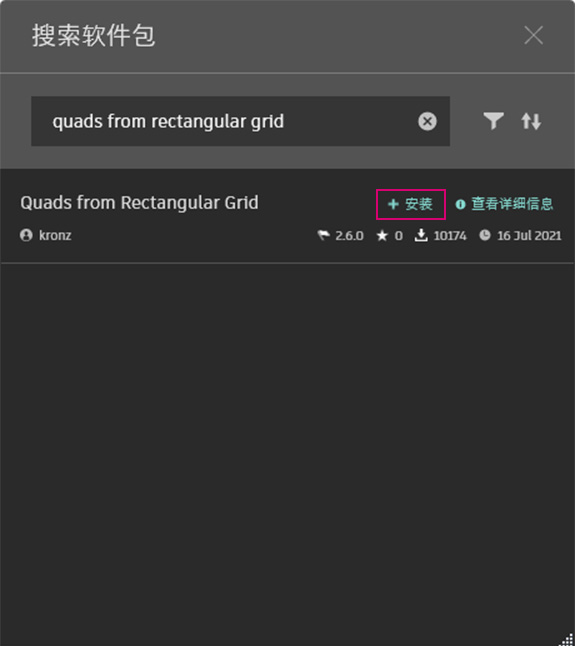 搜索软件包
quads from rectangular grid
Quads from Rectangular Grid
安装 查看详细信息
kronz 2.6.0 0 10174 16 Jul 2021